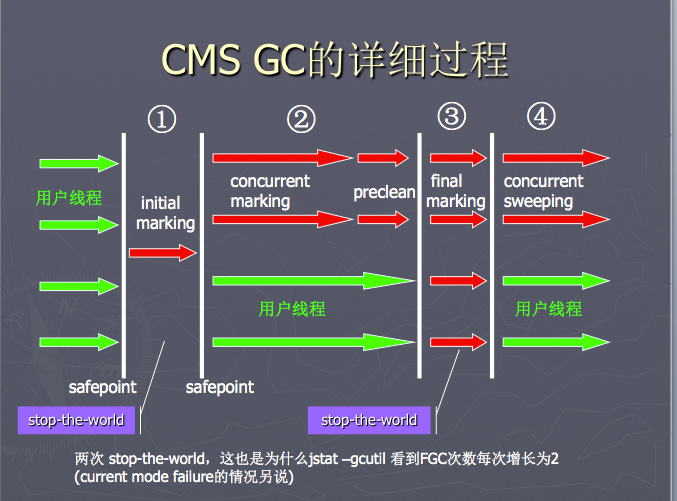 CMS GC的详细过程
① ② ③ ④
用户线程
initial
marking
concurrent
marking
preclean
final
marking
concurrent
sweeping
用户线程
用户线程
safepoint
safepoint
stop-the-world
stop-the-world
两次 stop-the-world，这也是为什么jstat –gcutil 看到FGC次数每次增长为2
(current mode failure的情况另说)